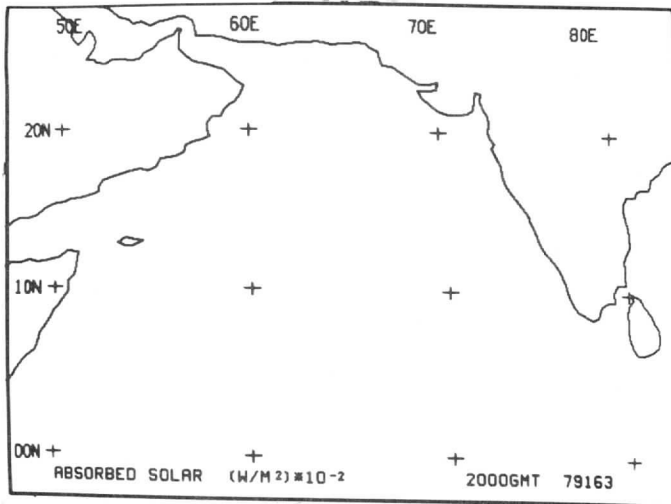 50E 60E 70E 80E
20N
10N
00N
ABSORBED SOLAR (W/M²)*10⁻² 2000GMT 79163